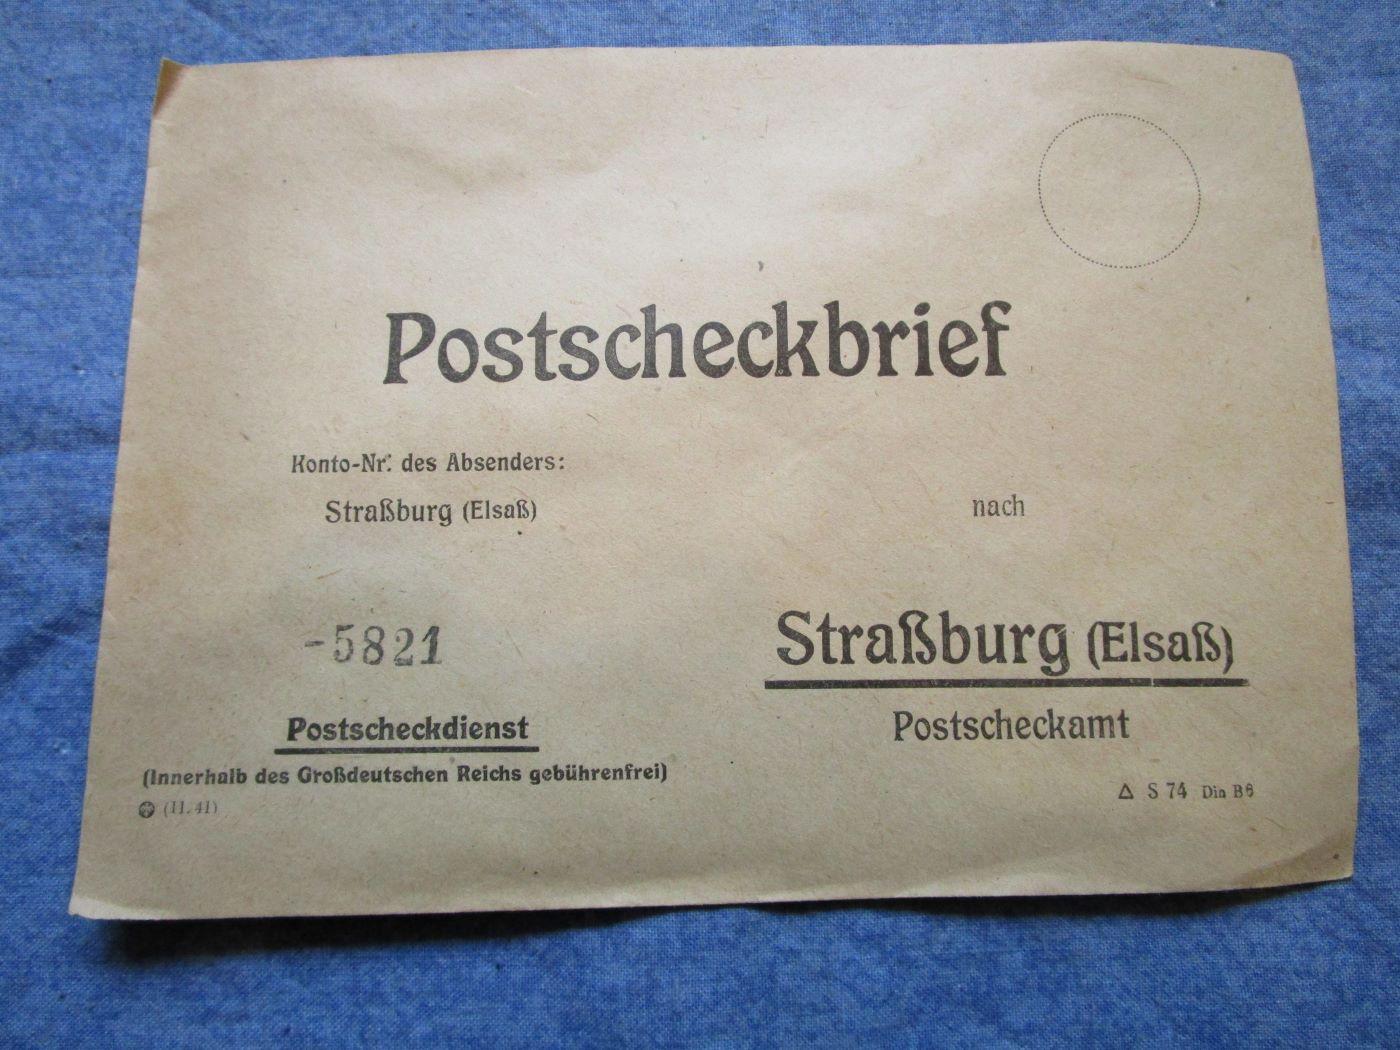 Postscheckbrief
Konto-Nr. des Absenders:
Straßburg (Elsaß)
nach
-5821
Straßburg (Elsaß)
Postscheckdienst
Postscheckamt
(Innerhalb des Großdeutschen Reichs gebührenfrei)
(11.41)
△ S 74 Din B6